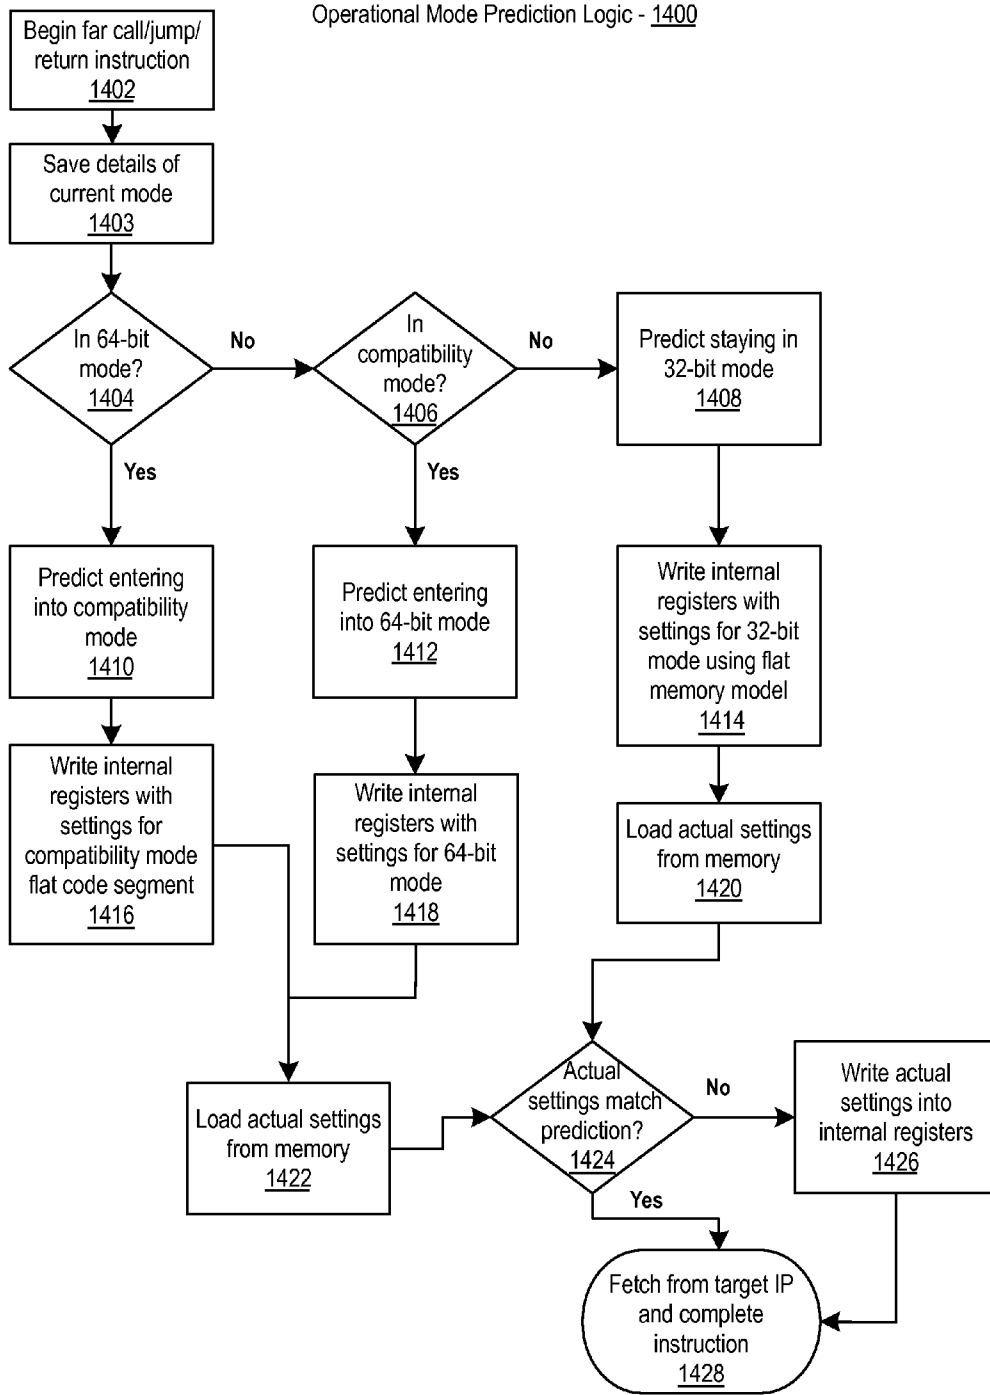 Operational Mode Prediction Logic - 1400
Begin far call/jump/
return instruction
1402
Save details of
current mode
1403
In 64-bit
mode?
1404
No
Yes
In
compatibility
mode?
1406
No
Yes
Predict staying in
32-bit mode
1408
Predict entering
into compatibility
mode
1410
Predict entering
into 64-bit mode
1412
Write internal
registers with
settings for 32-bit
mode using flat
memory model
1414
Write internal
registers with
settings for
compatibility mode
flat code segment
1416
Write internal
registers with
settings for 64-bit
mode
1418
Load actual settings
from memory
1420
Load actual settings
from memory
1422
Actual
settings match
prediction?
1424
No
Yes
Write actual
settings into
internal registers
1426
Fetch from target IP
and complete
instruction
1428